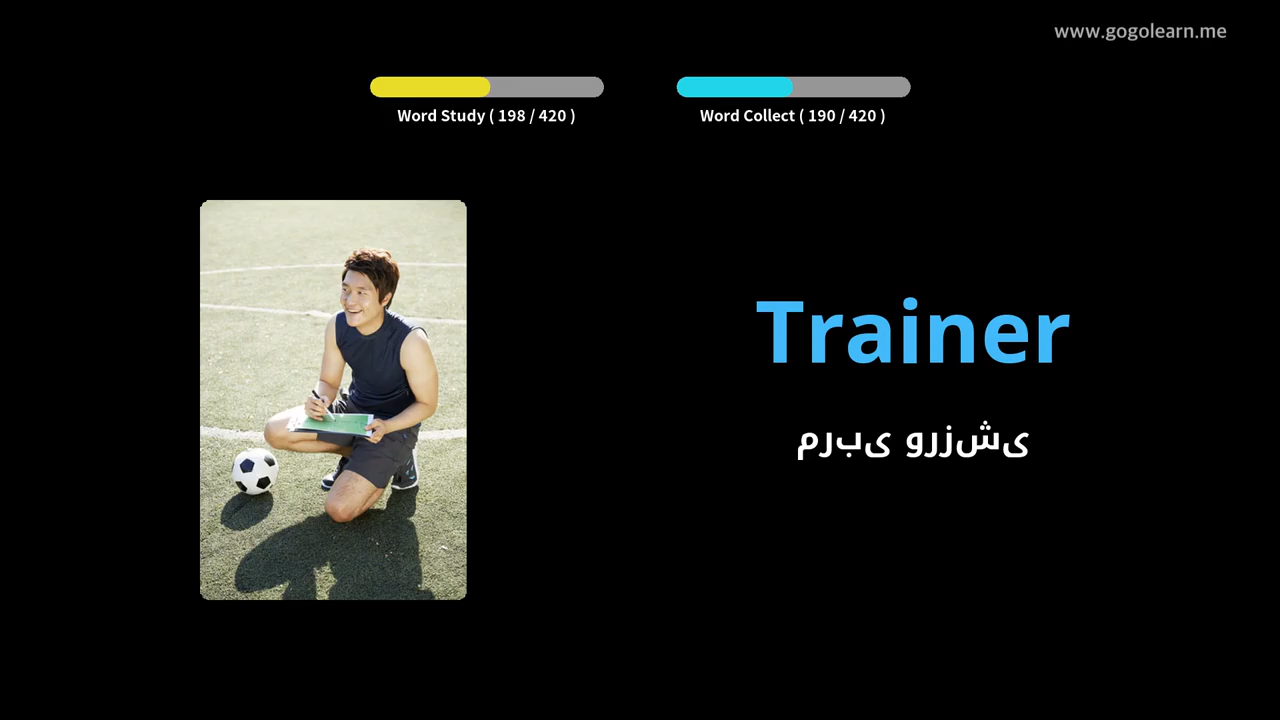 www.gogolearn.me
Word Study ( 198 / 420 )
Word Collect ( 190 / 420 )
Trainer
مربی ورزشی